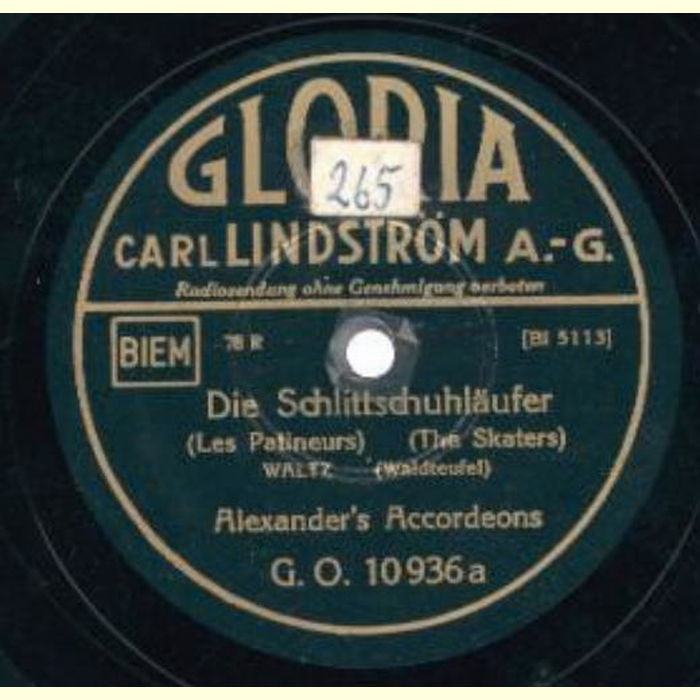 GLORIA
265
CARL LINDSTRÖM A.-G.
Radiosendung ohne Genehmigung verboten
BIEM 78 R [BI 5113]
Die Schlittschuhläufer
(Les Patineurs) (The Skaters)
WALTZ (Waldteufel)
Alexander's Accordeons
G. O. 10936a